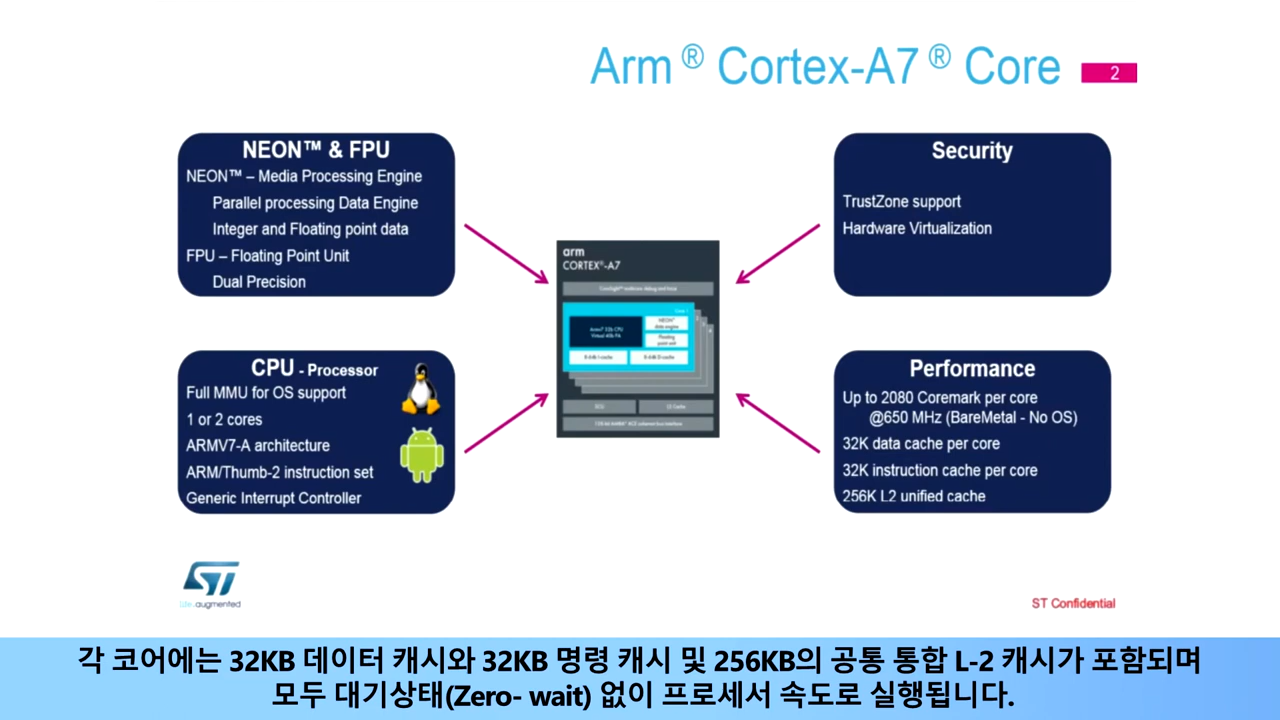 Arm ® Cortex-A7 ® Core
2
NEON™ & FPU
NEON™ – Media Processing Engine
Parallel processing Data Engine
Integer and Floating point data
FPU – Floating Point Unit
Dual Precision
Security
TrustZone support
Hardware Virtualization
arm
CORTEX®-A7
CPU - Processor
Full MMU for OS support
1 or 2 cores
ARMV7-A architecture
ARM/Thumb-2 instruction set
Generic Interrupt Controller
Performance
Up to 2080 Coremark per core
@650 MHz (BareMetal - No OS)
32K data cache per core
32K instruction cache per core
256K L2 unified cache
ST
life.augmented
ST Confidential
각 코어에는 32KB 데이터 캐시와 32KB 명령 캐시 및 256KB의 공통 통합 L-2 캐시가 포함되며
모두 대기상태(Zero- wait) 없이 프로세서 속도로 실행됩니다.